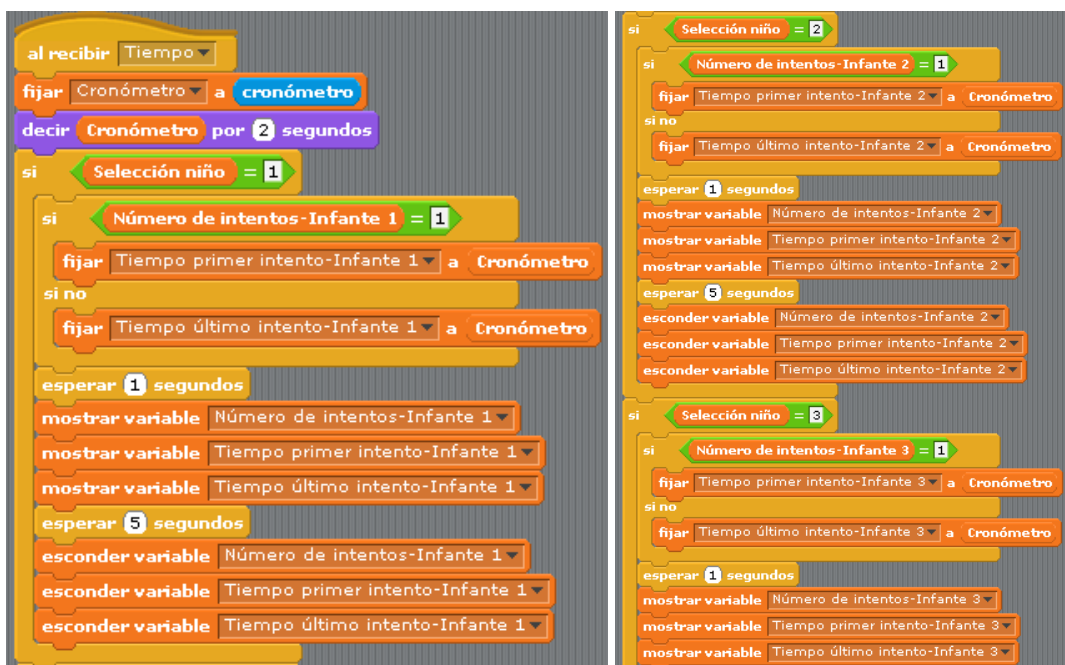 al recibir Tiempo
fijar Cronómetro a cronómetro
decir Cronómetro por 2 segundos
si Selección niño = 1
si Número de intentos-Infante 1 = 1
fijar Tiempo primer intento-Infante 1 a Cronómetro
si no
fijar Tiempo último intento-Infante 1 a Cronómetro
esperar 1 segundos
mostrar variable Número de intentos-Infante 1
mostrar variable Tiempo primer intento-Infante 1
mostrar variable Tiempo último intento-Infante 1
esperar 5 segundos
esconder variable Número de intentos-Infante 1
esconder variable Tiempo primer intento-Infante 1
esconder variable Tiempo último intento-Infante 1
si Selección niño = 2
si Número de intentos-Infante 2 = 1
fijar Tiempo primer intento-Infante 2 a Cronómetro
si no
fijar Tiempo último intento-Infante 2 a Cronómetro
esperar 1 segundos
mostrar variable Número de intentos-Infante 2
mostrar variable Tiempo primer intento-Infante 2
mostrar variable Tiempo último intento-Infante 2
esperar 5 segundos
esconder variable Número de intentos-Infante 2
esconder variable Tiempo primer intento-Infante 2
esconder variable Tiempo último intento-Infante 2
si Selección niño = 3
si Número de intentos-Infante 3 = 1
fijar Tiempo primer intento-Infante 3 a Cronómetro
si no
fijar Tiempo último intento-Infante 3 a Cronómetro
esperar 1 segundos
mostrar variable Número de intentos-Infante 3
mostrar variable Tiempo primer intento-Infante 3
mostrar variable Tiempo último intento-Infante 3